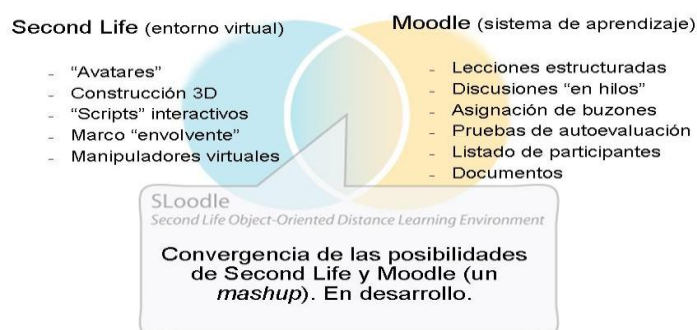 Second Life (entorno virtual)
- “Avatares”
- Construcción 3D
- “Scripts” interactivos
- Marco “envolvente”
- Manipuladores virtuales
Moodle (sistema de aprendizaje)
- Lecciones estructuradas
- Discusiones “en hilos”
- Asignación de buzones
- Pruebas de autoevaluación
- Listado de participantes
- Documentos
SLoodle
Second Life Object-Oriented Distance Learning Environment
Convergencia de las posibilidades
de Second Life y Moodle (un
mashup). En desarrollo.